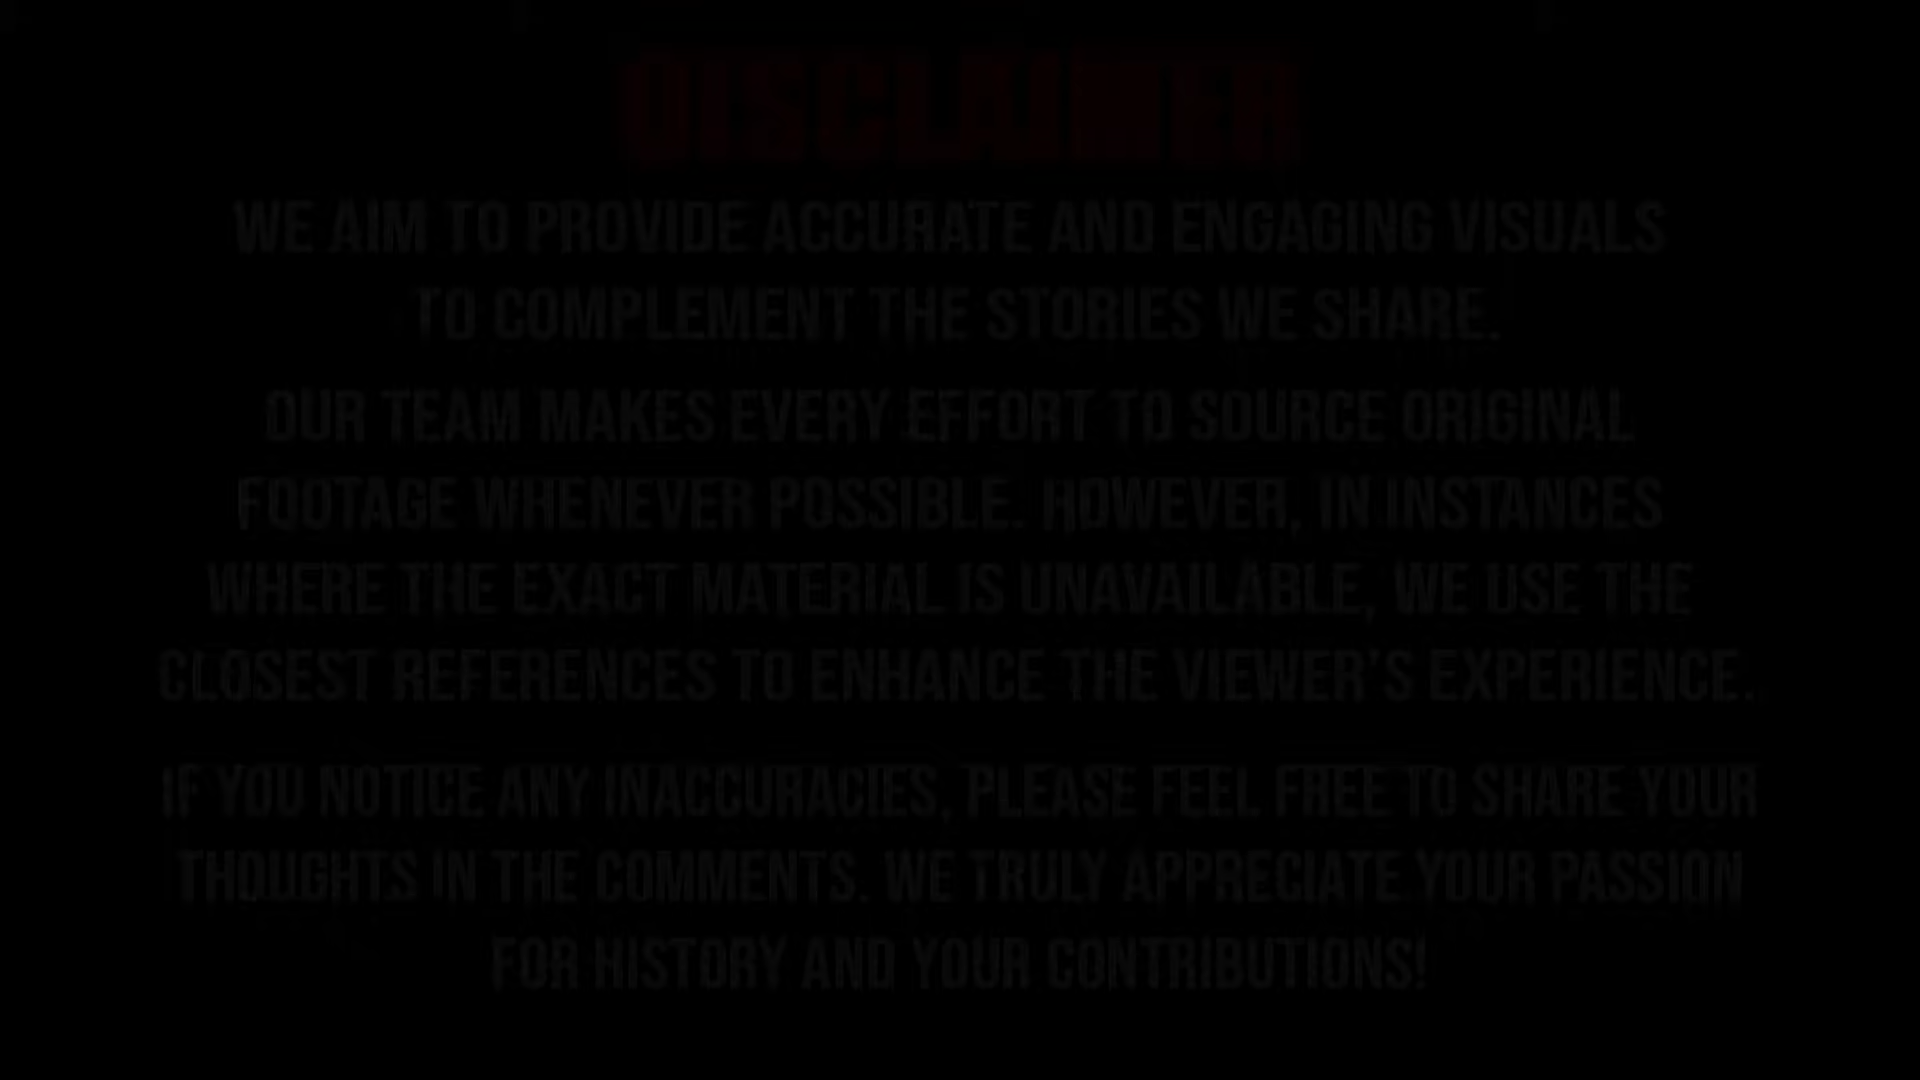 DISCLAIMER
WE AIM TO PROVIDE ACCURATE AND ENGAGING VISUALS
TO COMPLEMENT THE STORIES WE SHARE.
OUR TEAM MAKES EVERY EFFORT TO SOURCE ORIGINAL
FOOTAGE WHENEVER POSSIBLE. HOWEVER, IN INSTANCES
WHERE THE EXACT MATERIAL IS UNAVAILABLE, WE USE THE
CLOSEST REFERENCES TO ENHANCE THE VIEWER'S EXPERIENCE.
IF YOU NOTICE ANY INACCURACIES, PLEASE FEEL FREE TO SHARE YOUR
THOUGHTS IN THE COMMENTS. WE TRULY APPRECIATE YOUR PASSION
FOR HISTORY AND YOUR CONTRIBUTIONS!